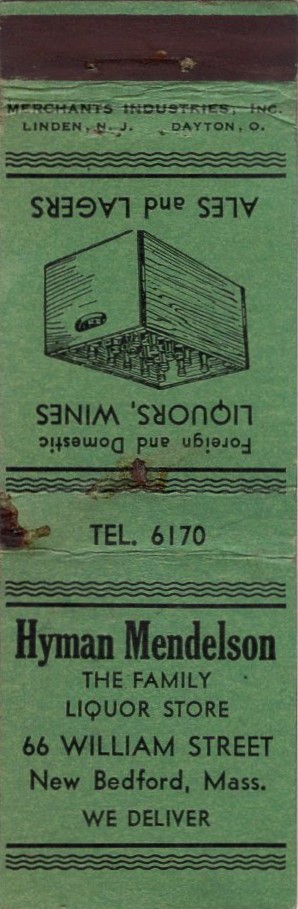 MERCHANTS INDUSTRIES, INC.
LINDEN, N. J. DAYTON, O.
Foreign and Domestic
LIQUORS, WINES
ALES and LAGERS
TEL. 6170
Hyman Mendelson
THE FAMILY
LIQUOR STORE
66 WILLIAM STREET
New Bedford, Mass.
WE DELIVER